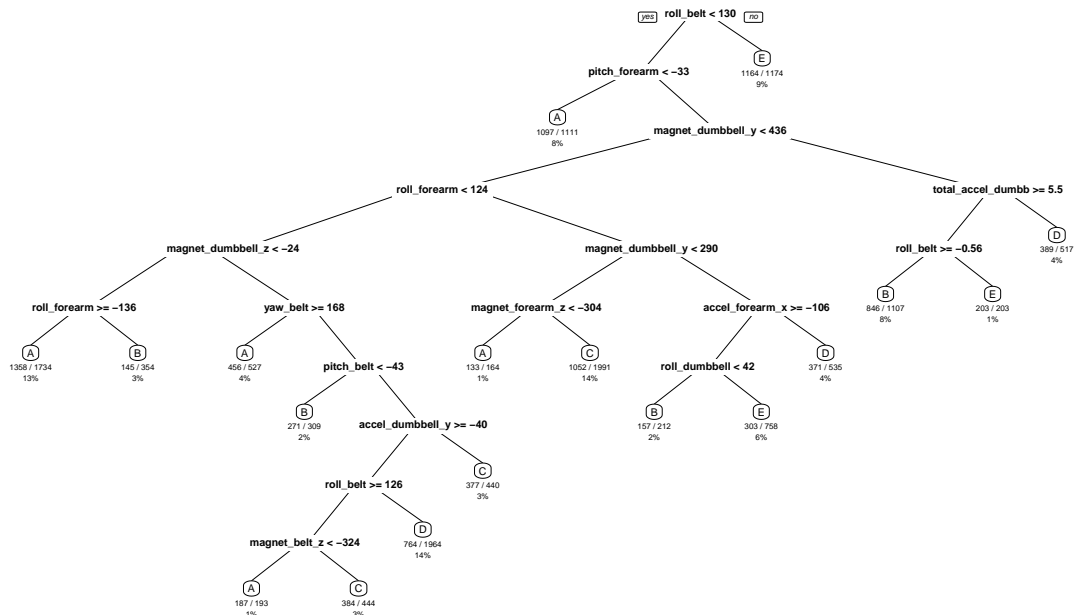 yes roll_belt < 130 no
pitch_forearm < −33
E
1164 / 1174
9%
A
1097 / 1111
8%
magnet_dumbbell_y < 436
roll_forearm < 124
total_accel_dumbb >= 5.5
magnet_dumbbell_z < −24
magnet_dumbbell_y < 290
roll_belt >= −0.56
D
389 / 517
4%
roll_forearm >= −136
yaw_belt >= 168
magnet_forearm_z < −304
accel_forearm_x >= −106
B
846 / 1107
8%
E
203 / 203
1%
A
1358 / 1734
13%
B
145 / 354
3%
A
456 / 527
4%
pitch_belt < −43
A
133 / 164
1%
C
1052 / 1991
14%
roll_dumbbell < 42
D
371 / 535
4%
B
271 / 309
2%
accel_dumbbell_y >= −40
B
157 / 212
2%
E
303 / 758
6%
roll_belt >= 126
C
377 / 440
3%
magnet_belt_z < −324
D
764 / 1964
14%
A
187 / 193
1%
C
384 / 444
3%